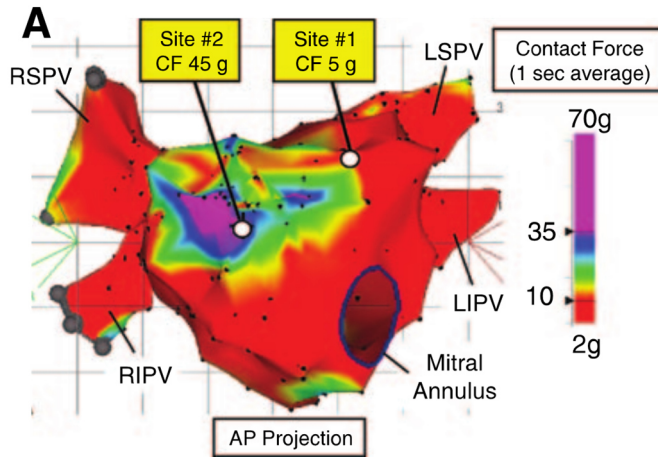 A
Site #2
CF 45 g
Site #1
CF 5 g
RSPV
LSPV
Contact Force
(1 sec average)
3
70g
35
10
2g
LIPV
RIPV
Mitral
Annulus
AP Projection